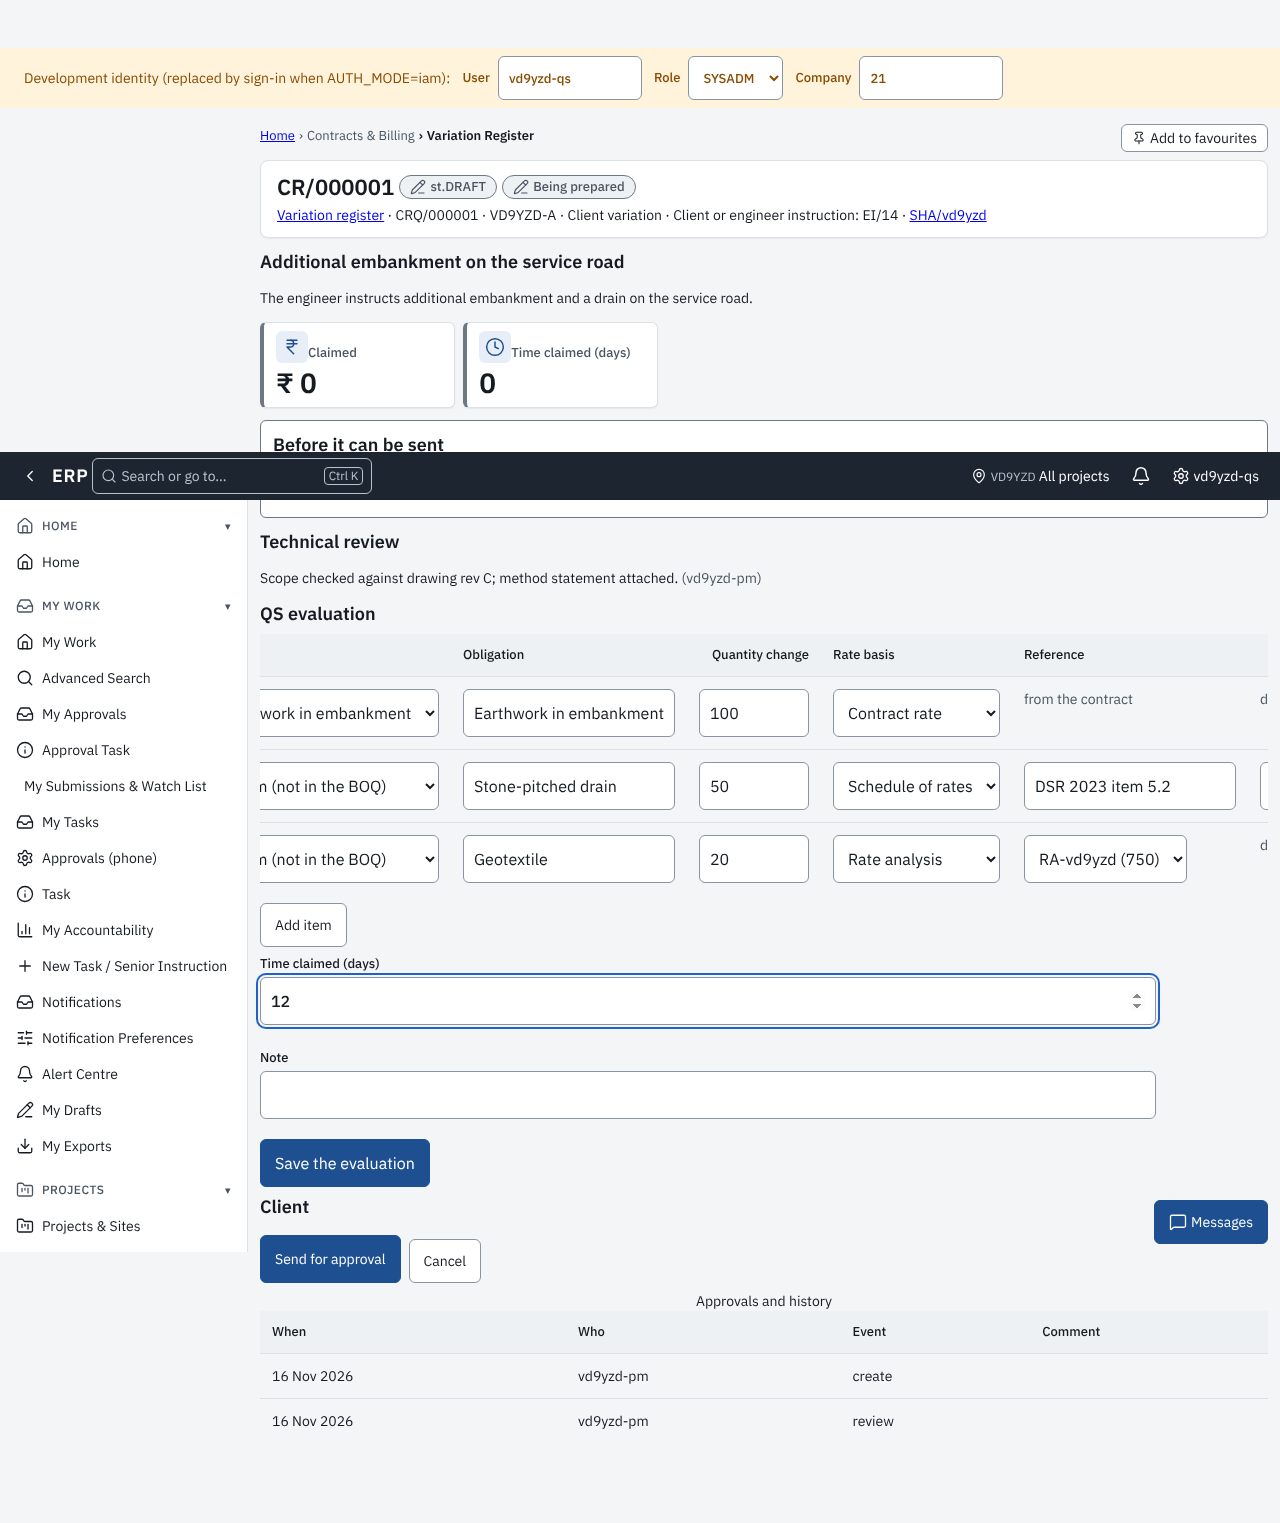 Development identity (replaced by sign-in when AUTH_MODE=iam): User vd9yzd-qs Role SYSADM Company 21
Home › Contracts & Billing › Variation Register
Add to favourites
CR/000001 st.DRAFT Being prepared
Variation register · CRQ/000001 · VD9YZD-A · Client variation · Client or engineer instruction: EI/14 · SHA/vd9yzd
Additional embankment on the service road
The engineer instructs additional embankment and a drain on the service road.
Claimed
₹ 0
Time claimed (days)
0
Before it can be sent
ERP Search or go to... Ctrl K VD9YZD All projects vd9yzd-qs
HOME
Home
MY WORK
My Work
Advanced Search
My Approvals
Approval Task
My Submissions & Watch List
My Tasks
Approvals (phone)
Task
My Accountability
New Task / Senior Instruction
Notifications
Notification Preferences
Alert Centre
My Drafts
My Exports
PROJECTS
Projects & Sites
Technical review
Scope checked against drawing rev C; method statement attached. (vd9yzd-pm)
QS evaluation
Obligation Quantity change Rate basis Reference
work in embankment Earthwork in embankment 100 Contract rate from the contract d
n (not in the BOQ) Stone-pitched drain 50 Schedule of rates DSR 2023 item 5.2
n (not in the BOQ) Geotextile 20 Rate analysis RA-vd9yzd (750) d
Add item
Time claimed (days)
12
Note
Save the evaluation
Client
Messages
Send for approval Cancel
Approvals and history
When Who Event Comment
16 Nov 2026 vd9yzd-pm create
16 Nov 2026 vd9yzd-pm review